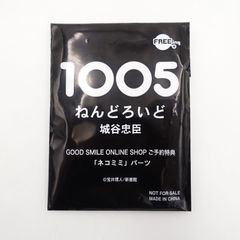 FREEing
1005
ねんどろいど
城谷忠臣
GOOD SMILE ONLINE SHOP ご予約特典
「ネコミミ」パーツ
©宝井理人/新書館
NOT FOR SALE
MADE IN CHINA